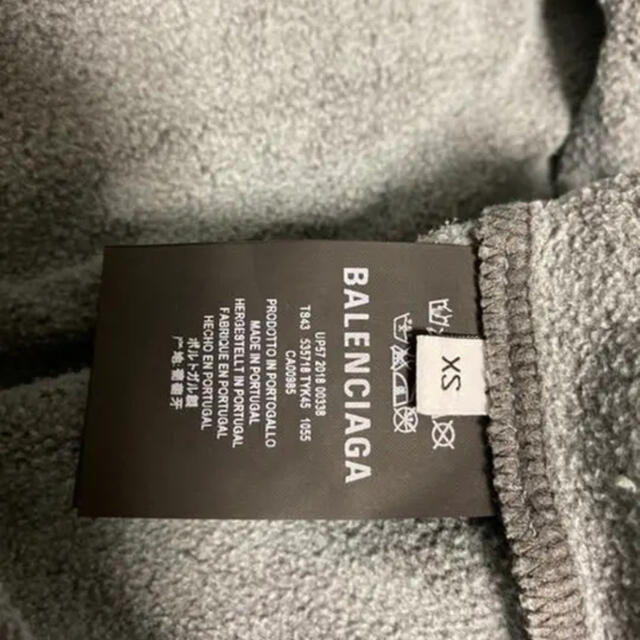 XS
BALENCIAGA
UP57 2018 00338
T843 535718 TYK45 1055
CA00985
PRODOTTO IN PORTOGALLO
MADE IN PORTUGAL
HERGESTELLT IN PORTUGAL
FABRIDO EN PORTUGAL
HECHO EN PORTUGAL
ポルトガル製
产地:葡萄牙